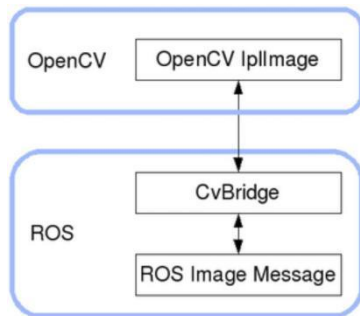 OpenCV
OpenCV IplImage
CvBridge
ROS
ROS Image Message